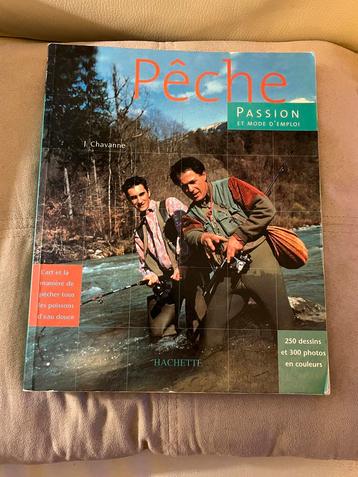 Pêche
PASSION
ET MODE D'EMPLOI
J. Chavanne
L'art et la
manière de
pêcher tous
les poissons
d'eau douce
250 dessins
et 300 photos
en couleurs
HACHETTE